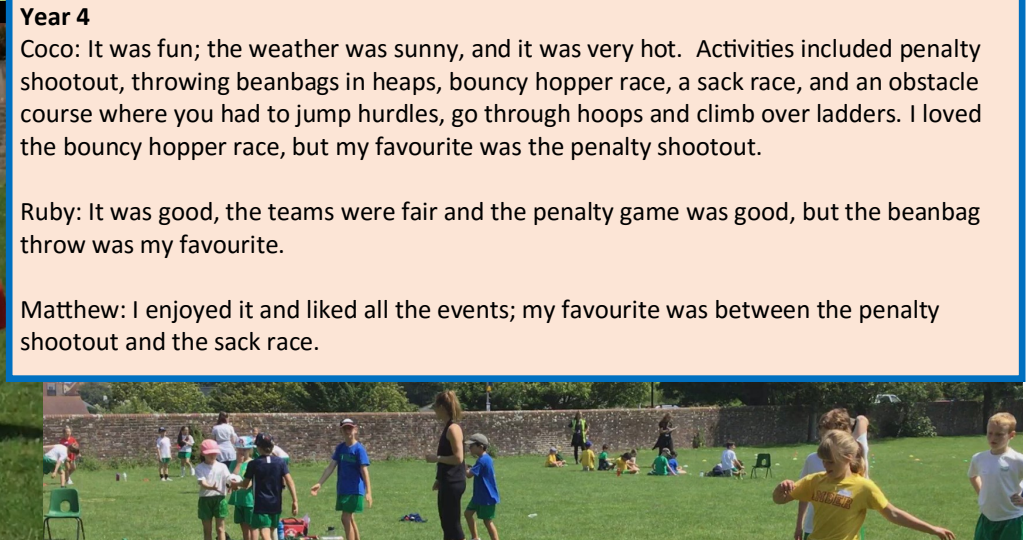 Year 4
Coco: It was fun; the weather was sunny, and it was very hot.  Activities included penalty
shootout, throwing beanbags in heaps, bouncy hopper race, a sack race, and an obstacle
course where you had to jump hurdles, go through hoops and climb over ladders. I loved
the bouncy hopper race, but my favourite was the penalty shootout.
Ruby: It was good, the teams were fair and the penalty game was good, but the beanbag
throw was my favourite.
Matthew: I enjoyed it and liked all the events; my favourite was between the penalty
shootout and the sack race.